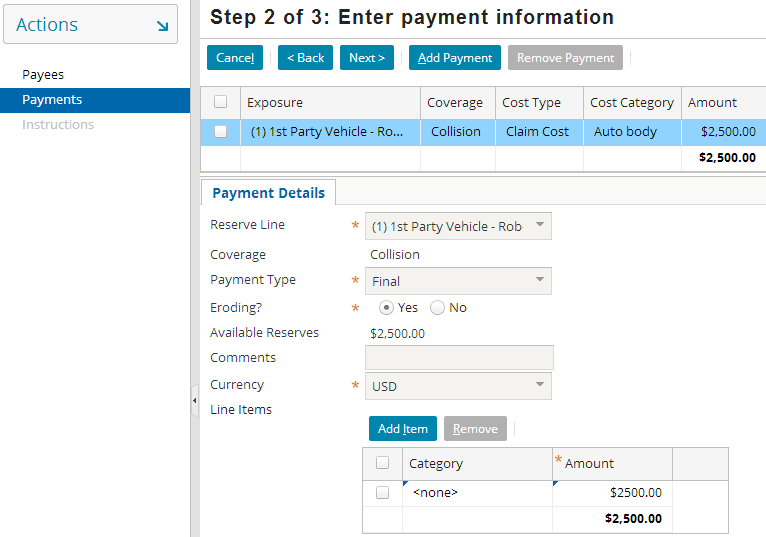 Actions
Payees
Payments
Instructions
Step 2 of 3: Enter payment information
Cancel < Back Next > Add Payment Remove Payment
Exposure Coverage Cost Type Cost Category Amount
(1) 1st Party Vehicle - Ro... Collision Claim Cost Auto body $2,500.00
$2,500.00
Payment Details
Reserve Line * (1) 1st Party Vehicle - Rob
Coverage Collision
Payment Type * Final
Eroding? * Yes No
Available Reserves $2,500.00
Comments
Currency * USD
Line Items
Add Item Remove
Category * Amount
<none> $2500.00
$2,500.00